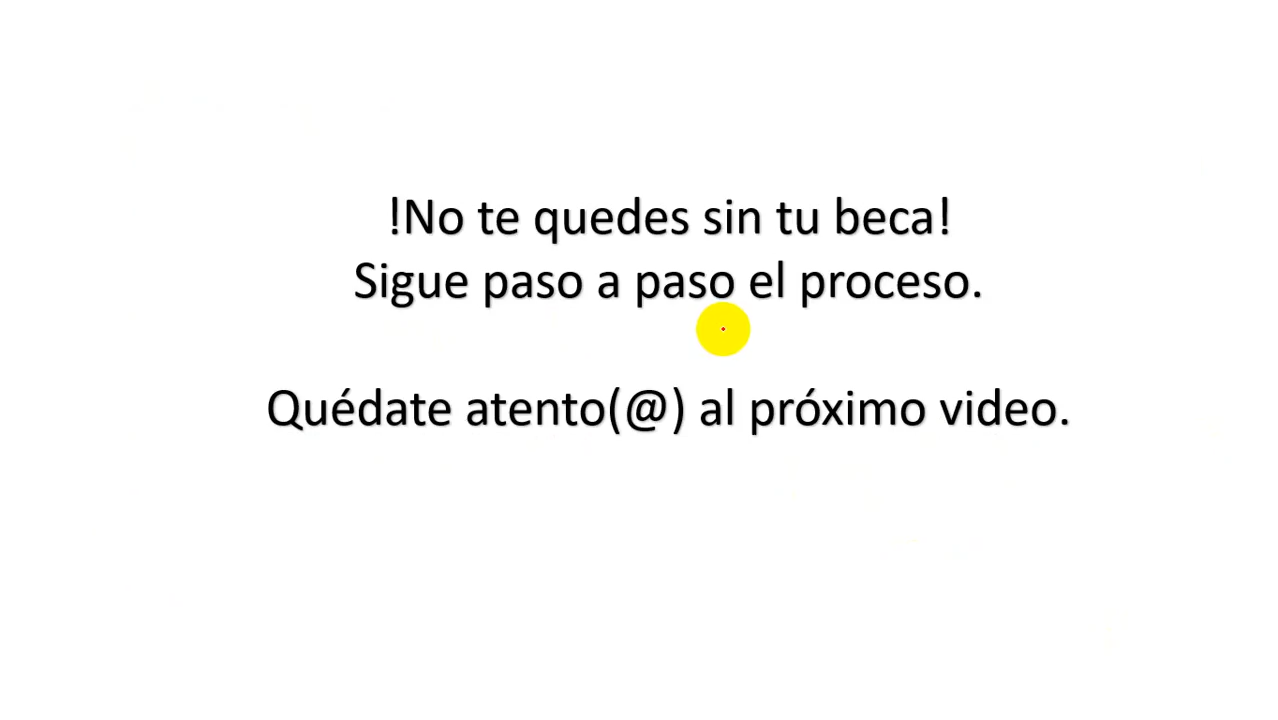 !No te quedes sin tu beca!
Sigue paso a paso el proceso.
Quédate atento(@) al próximo video.